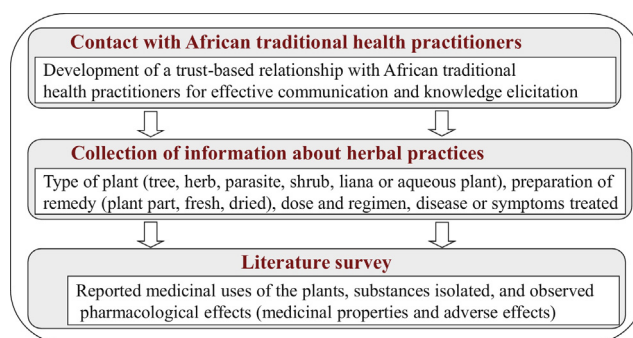 Contact with African traditional health practitioners
Development of a trust-based relationship with African traditional
health practitioners for effective communication and knowledge elicitation
Collection of information about herbal practices
Type of plant (tree, herb, parasite, shrub, liana or aqueous plant), preparation of
remedy (plant part, fresh, dried), dose and regimen, disease or symptoms treated
Literature survey
Reported medicinal uses of the plants, substances isolated, and observed
pharmacological effects (medicinal properties and adverse effects)